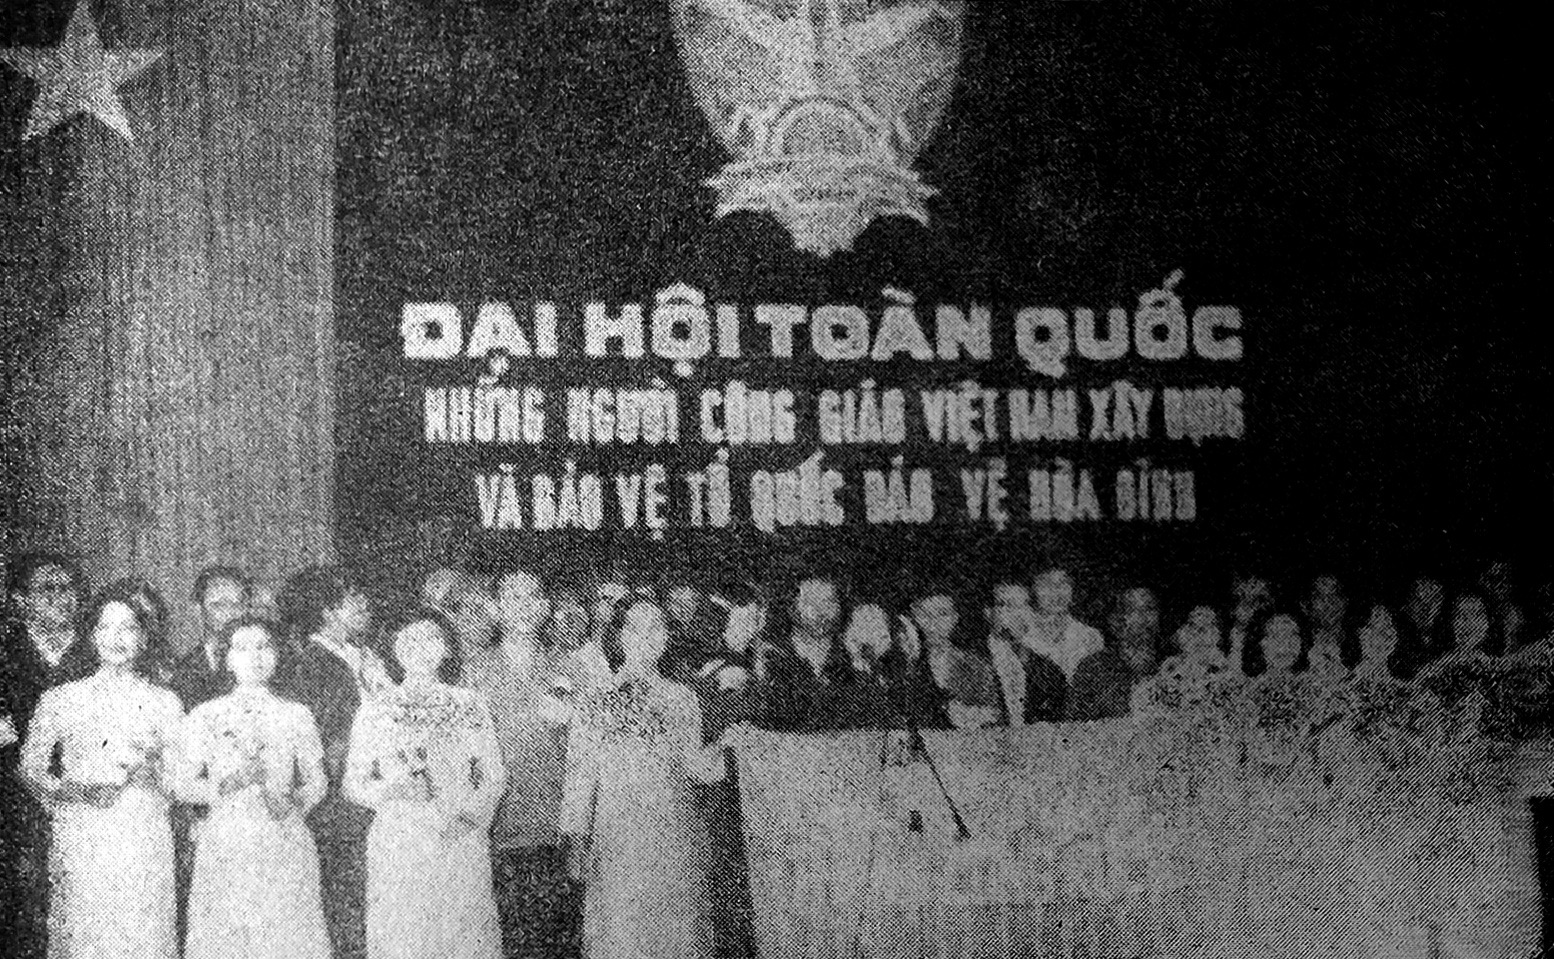 ĐẠI HỘI TOÀN QUỐC
NHỮNG NGƯỜI CÔNG GIÁO VIỆT NAM XÂY DỰNG
VÀ BẢO VỆ TỔ QUỐC BẢO VỆ HÒA BÌNH